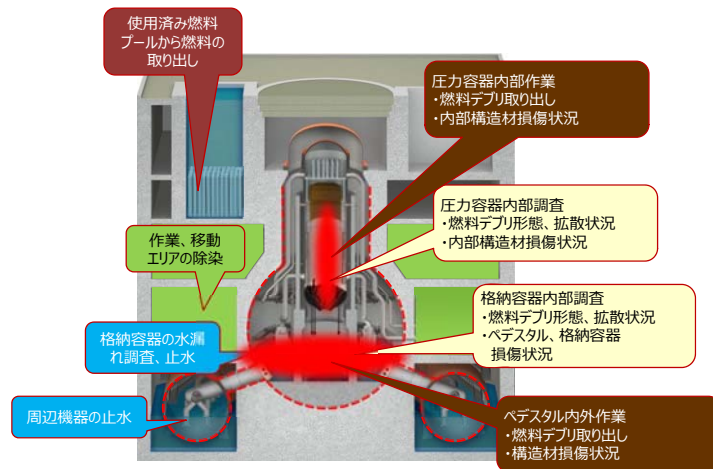 使用済み燃料
プールから燃料の
取り出し
圧力容器内部作業
・燃料デブリ取り出し
・内部構造材損傷状況
圧力容器内部調査
・燃料デブリ形態、拡散状況
・内部構造材損傷状況
作業、移動
エリアの除染
格納容器内部調査
・燃料デブリ形態、拡散状況
・ペデスタル、格納容器
損傷状況
格納容器の水漏
れ調査、止水
周辺機器の止水
ペデスタル内外作業
・燃料デブリ取り出し
・構造材損傷状況